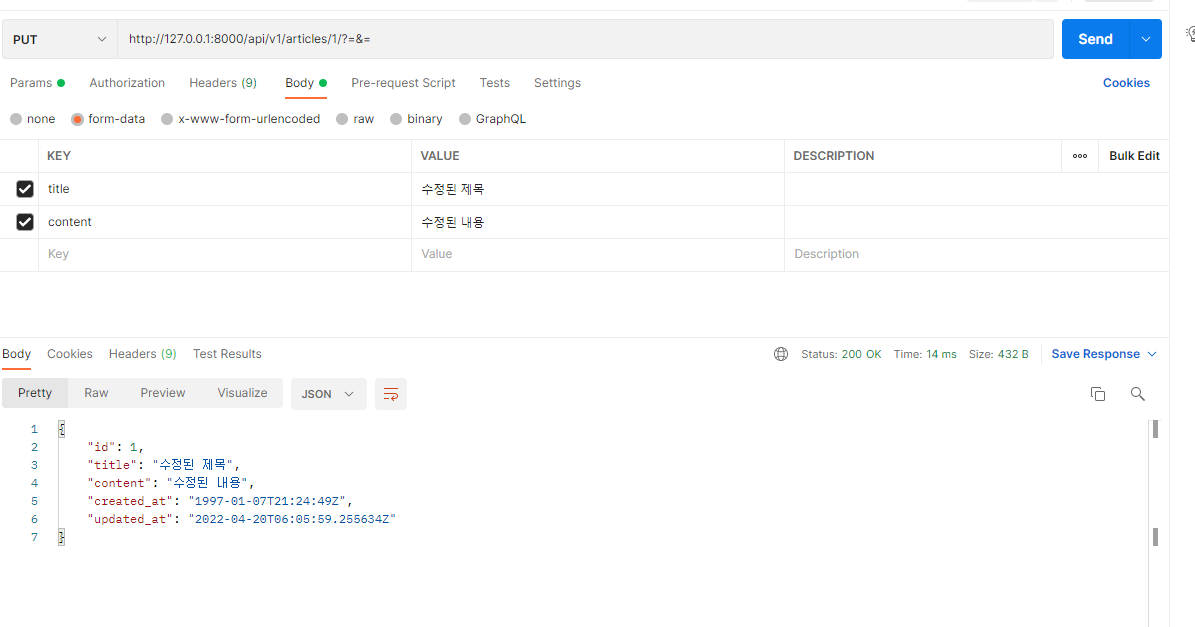 PUT http://127.0.0.1:8000/api/v1/articles/1/?=&= Send
Params Authorization Headers (9) Body Pre-request Script Tests Settings Cookies
none form-data x-www-form-urlencoded raw binary GraphQL
KEY VALUE DESCRIPTION ooo Bulk Edit
title 수정된 제목
content 수정된 내용
Key Value Description
Body Cookies Headers (9) Test Results Status: 200 OK Time: 14 ms Size: 432 B Save Response
Pretty Raw Preview Visualize JSON
1 {
2 "id": 1,
3 "title": "수정된 제목",
4 "content": "수정된 내용",
5 "created_at": "1997-01-07T21:24:49Z",
6 "updated_at": "2022-04-20T06:05:59.255634Z"
7 }